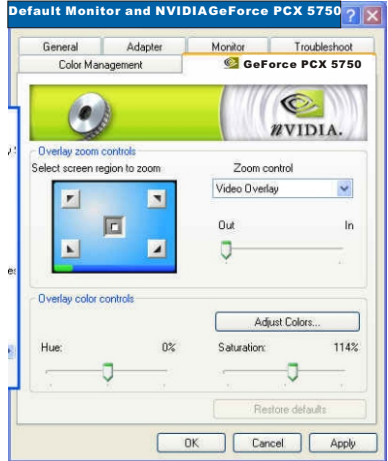 Default Monitor and NVIDIAGeForce PCX 5750
General Adapter Monitor Troubleshoot
Color Management GeForce PCX 5750
NVIDIA.
Overlay zoom controls
Select screen region to zoom
Zoom control
Video Overlay
Out In
Overlay color controls
Adjust Colors...
Hue: 0% Saturation: 114%
Restore defaults
OK Cancel Apply